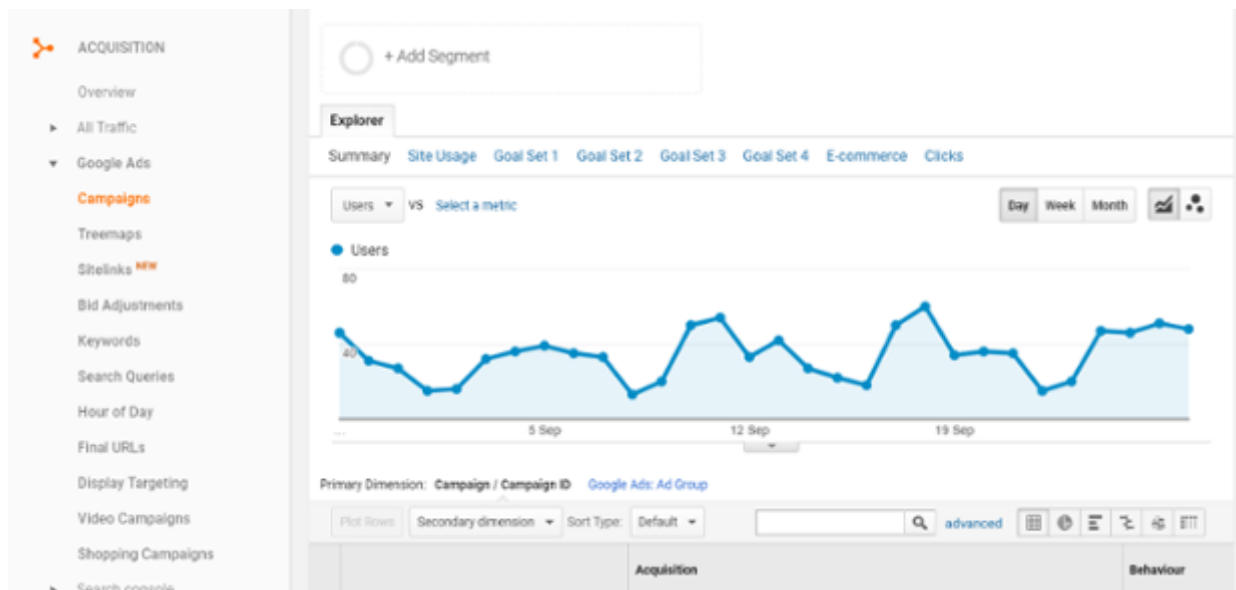 ACQUISITION
Overview
All Traffic
Google Ads
Campaigns
Treemaps
Sitelinks NEW
Bid Adjustments
Keywords
Search Queries
Hour of Day
Final URLs
Display Targeting
Video Campaigns
Shopping Campaigns
Search console
+ Add Segment
Explorer
Summary Site Usage Goal Set 1 Goal Set 2 Goal Set 3 Goal Set 4 E-commerce Clicks
Users VS Select a metric Day Week Month
Users
80
40
... 5 Sep 12 Sep 19 Sep
Primary Dimension: Campaign / Campaign ID Google Ads: Ad Group
Plot Rows Secondary dimension Sort Type: Default advanced
Acquisition Behaviour